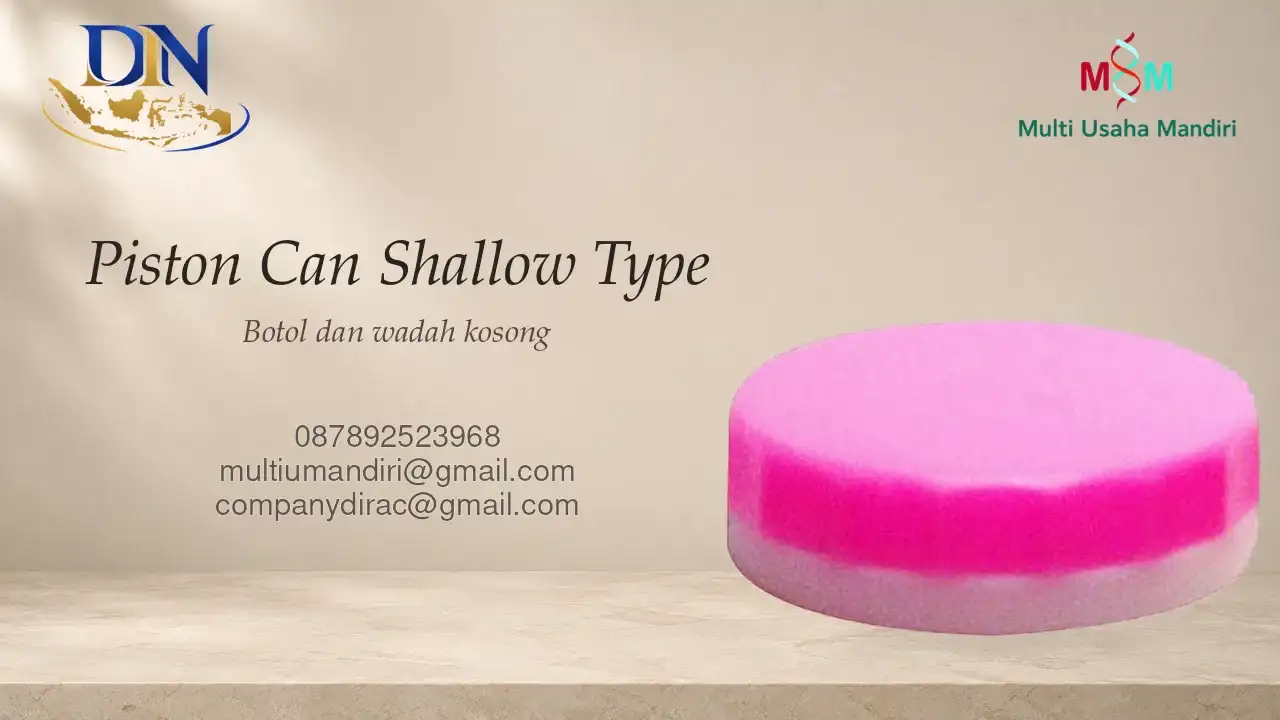 DN
M M
Multi Usaha Mandiri
Piston Can Shallow Type
Botol dan wadah kosong
087892523968
multiumandiri@gmail.com
companydirac@gmail.com